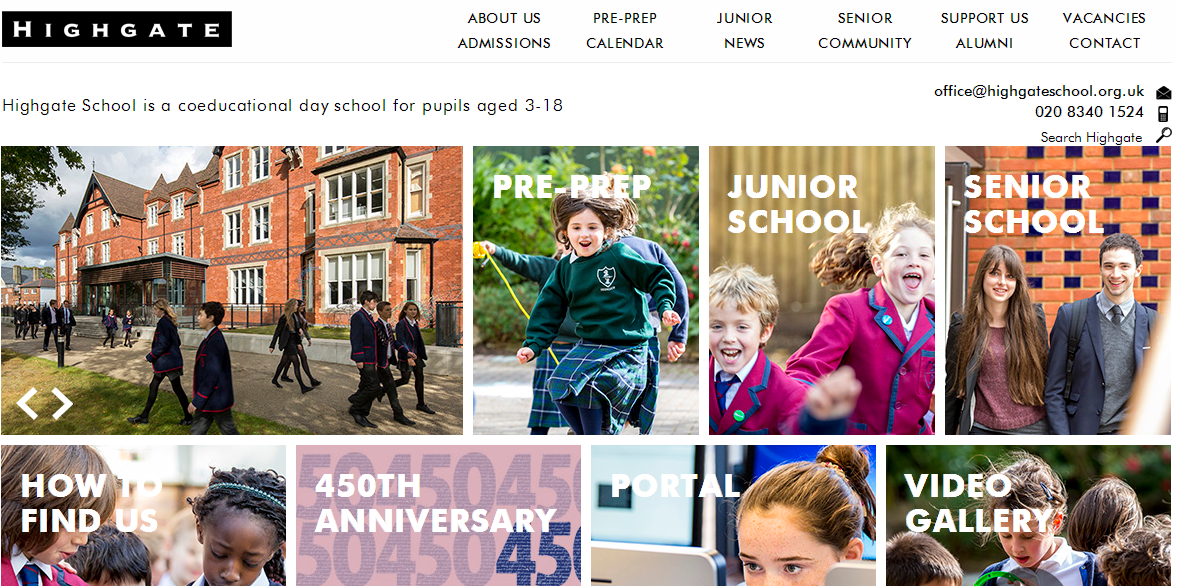 HIGHGATE
ABOUT US PRE-PREP JUNIOR SENIOR SUPPORT US VACANCIES
ADMISSIONS CALENDAR NEWS COMMUNITY ALUMNI CONTACT
office@highgateschool.org.uk
Highgate School is a coeducational day school for pupils aged 3-18
020 8340 1524
Search Highgate
PRE-PREP
JUNIOR
SCHOOL
SENIOR
SCHOOL
HOW TO
FIND US
450450450
450TH
ANNIVERSARY
450450450
PORTAL
VIDEO
GALLERY